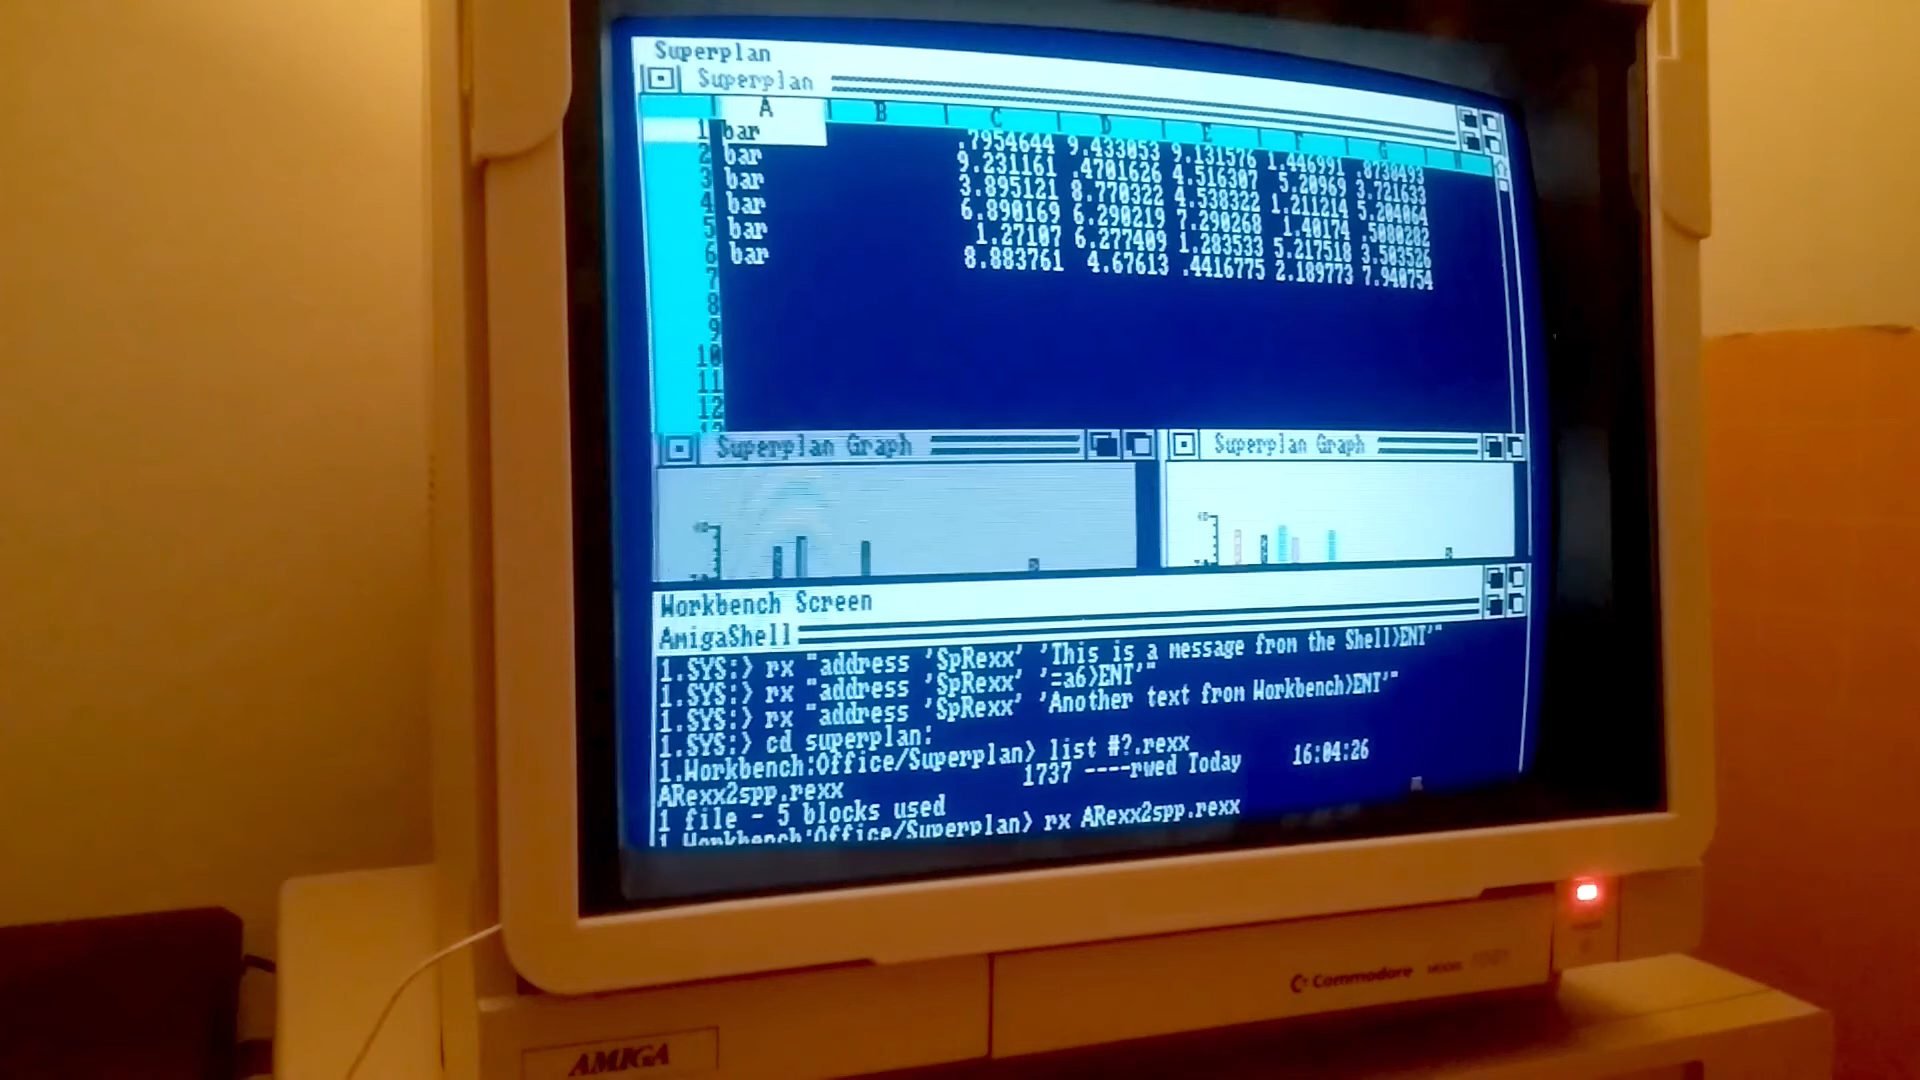 Superplan
Superplan
A B C D E F G H
1 bar .7954644 9.433053 9.131576 1.446991 .8738493
2 bar 9.231161 .4701626 4.516307 5.20969 3.721633
3 bar 3.895121 8.770322 4.538322 1.211214 5.204064
4 bar 6.890169 6.290219 7.290268 1.40174 .5080282
5 bar 1.27107 6.277409 1.283533 5.217518 3.503526
6 bar 8.883761 4.67613 .4416775 2.189773 7.940754
7
8
9
10
11
12
Superplan Graph
Superplan Graph
Workbench Screen
AmigaShell
1.SYS:> rx "address 'SpRexx' 'This is a message from the Shell>ENT'"
1.SYS:> rx "address 'SpRexx' '=a6>ENT'"
1.SYS:> rx "address 'SpRexx' 'Another text from Workbench>ENT'"
1.SYS:> cd superplan:
1.Workbench:Office/Superplan> list #?.rexx
ARexx2spp.rexx 1737 ----rwed Today 16:04:26
1 file - 5 blocks used
1.Workbench:Office/Superplan> rx ARexx2spp.rexx
Commodore
AMIGA